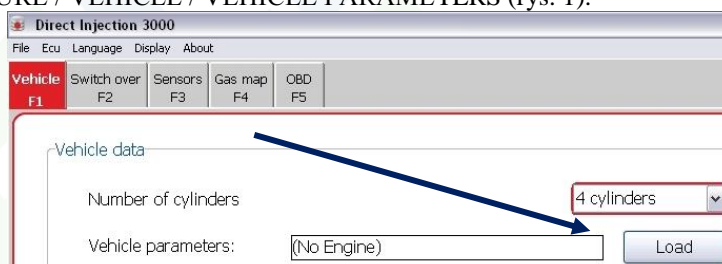 URE / VEHICLE / VEHICLE PARAMETERS (rys. 1).
Direct Injection 3000
File Ecu Language Display About
Vehicle Switch over Sensors Gas map OBD
F1 F2 F3 F4 F5
Vehicle data
Number of cylinders 4 cylinders
Vehicle parameters: (No Engine) Load